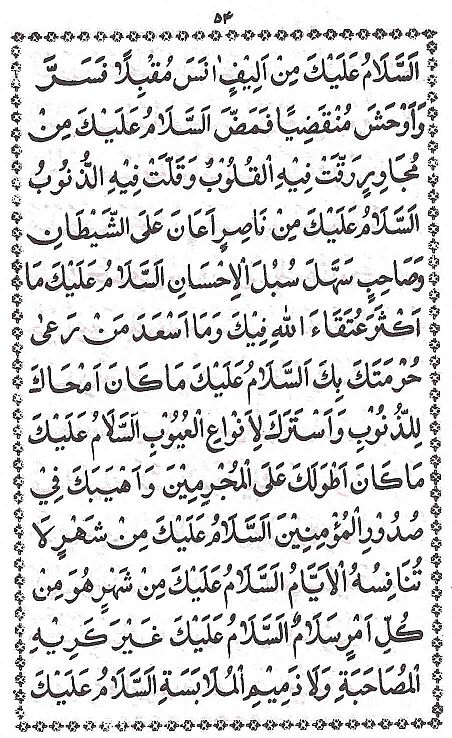 ۵۴
اَلسَّلَامُ عَلَيْكَ مِنْ اَلِيْفٍ اٰنَسَ مُقْبِلًا فَسَرَّ
وَاَوْحَشَ مُنْقَضِيًا فَمَضَّ اَلسَّلَامُ عَلَيْكَ مِنْ
مُجَاوِرٍ رَقَّتْ فِيْهِ الْقُلُوْبُ وَقَلَّتْ فِيْهِ الذُّنُوْبُ
اَلسَّلَامُ عَلَيْكَ مِنْ نَاصِرٍ اَعَانَ عَلَى الشَّيْطَانِ
وَصَاحِبٍ سَهَّلَ سُبُلَ الْاِحْسَانِ اَلسَّلَامُ عَلَيْكَ مَا
اَكْثَرَ عُتَقَاءَ اللهِ فِيْكَ وَمَا اَسْعَدَ مَنْ رَعٰى
حُرْمَتَكَ بِكَ اَلسَّلَامُ عَلَيْكَ مَا كَانَ اَمْحَاكَ
لِلذُّنُوْبِ وَاَسْتَرَكَ لِاَنْوَاعِ الْعُيُوْبِ اَلسَّلَامُ عَلَيْكَ
مَا كَانَ اَطْوَلَكَ عَلَى الْمُجْرِمِيْنَ وَاَهْيَبَكَ فِيْ
صُدُوْرِ الْمُؤْمِنِيْنَ اَلسَّلَامُ عَلَيْكَ مِنْ شَهْرٍ لَا
تُنَافِسُهُ الْاَيَّامُ اَلسَّلَامُ عَلَيْكَ مِنْ شَهْرٍ هُوَ مِنْ
كُلِّ اَمْرٍ سَلَامٌ اَلسَّلَامُ عَلَيْكَ غَيْرَ كَرِيْهِ
الْمُصَاحَبَةِ وَلَا ذَمِيْمِ الْمُلَابَسَةِ اَلسَّلَامُ عَلَيْكَ